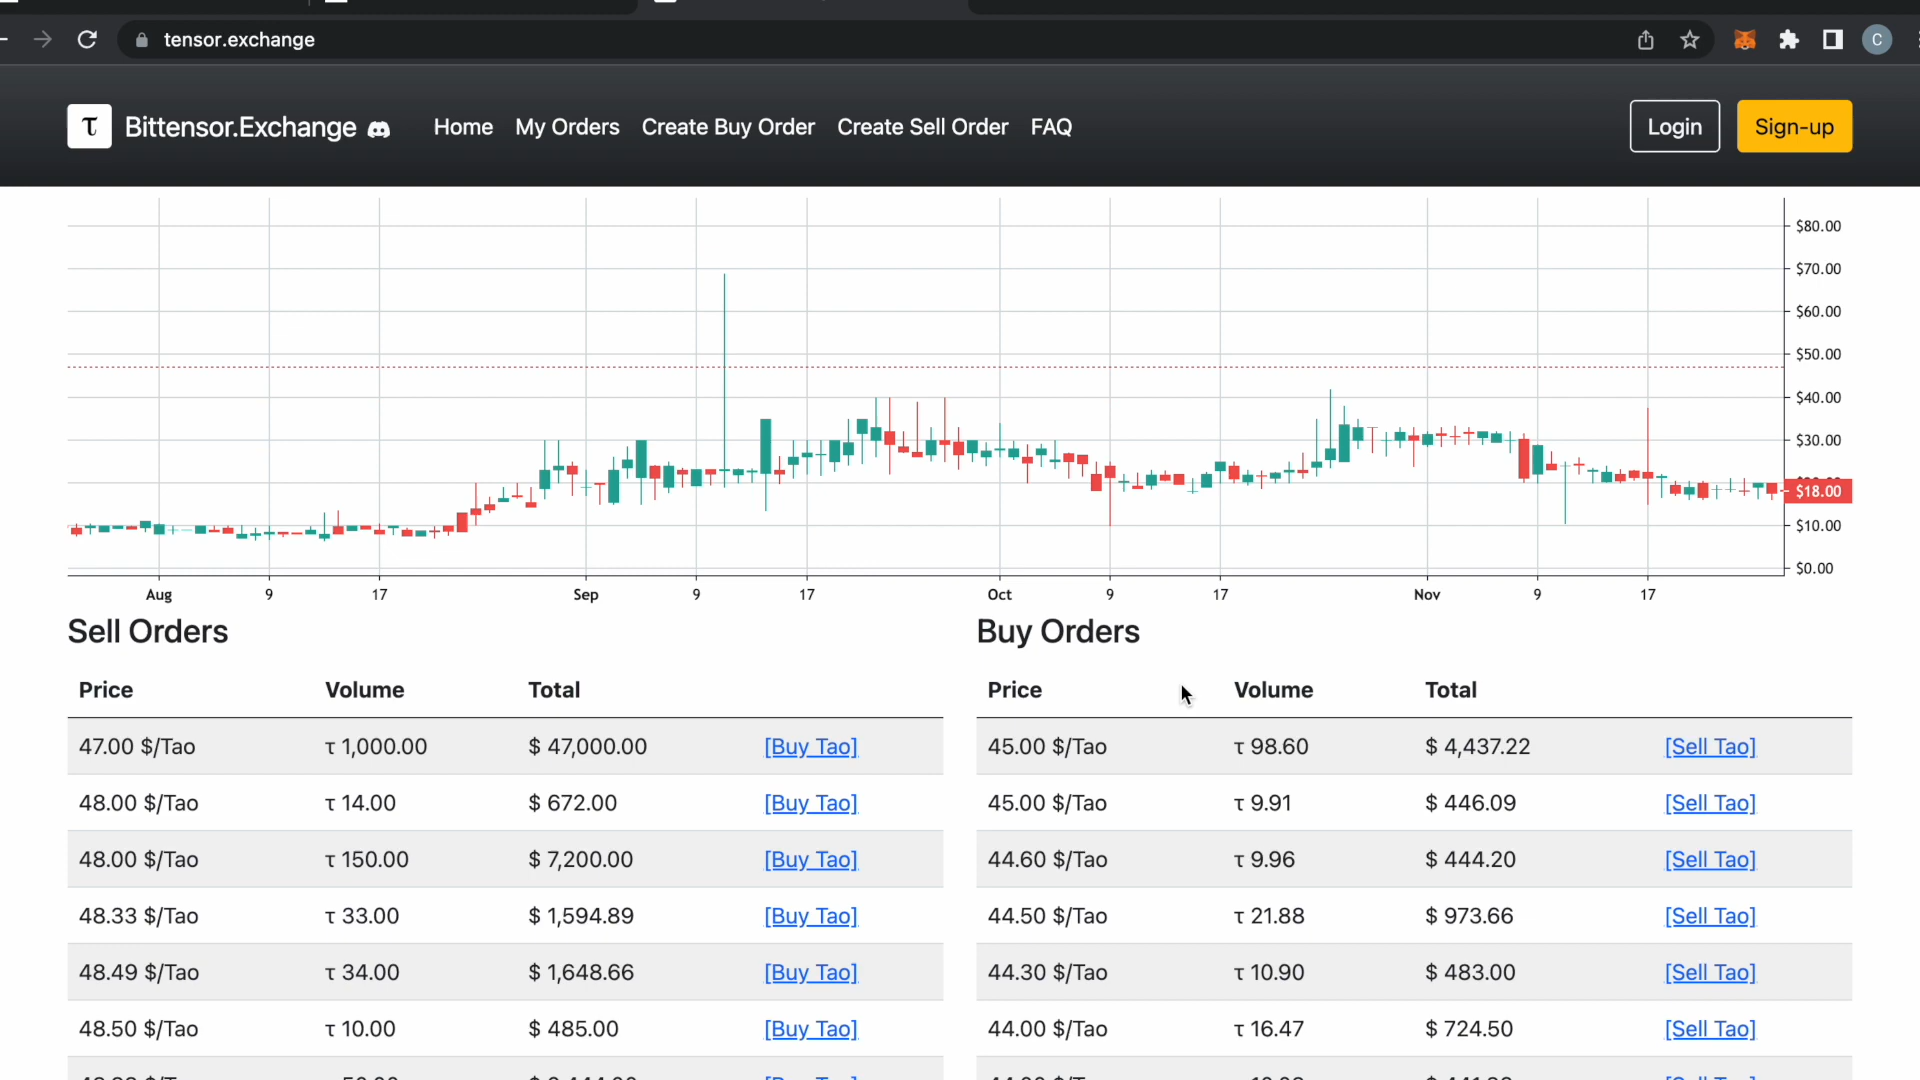 tensor.exchange
C
τ Bittensor.Exchange Home My Orders Create Buy Order Create Sell Order FAQ Login Sign-up
$80.00
$70.00
$60.00
$50.00
$40.00
$30.00
$18.00
$10.00
$0.00
Aug 9 17 Sep 9 17 Oct 9 17 Nov 9 17
Sell Orders
Price Volume Total
47.00 $/Tao τ 1,000.00 $ 47,000.00 [Buy Tao]
48.00 $/Tao τ 14.00 $ 672.00 [Buy Tao]
48.00 $/Tao τ 150.00 $ 7,200.00 [Buy Tao]
48.33 $/Tao τ 33.00 $ 1,594.89 [Buy Tao]
48.49 $/Tao τ 34.00 $ 1,648.66 [Buy Tao]
48.50 $/Tao τ 10.00 $ 485.00 [Buy Tao]
Buy Orders
Price Volume Total
45.00 $/Tao τ 98.60 $ 4,437.22 [Sell Tao]
45.00 $/Tao τ 9.91 $ 446.09 [Sell Tao]
44.60 $/Tao τ 9.96 $ 444.20 [Sell Tao]
44.50 $/Tao τ 21.88 $ 973.66 [Sell Tao]
44.30 $/Tao τ 10.90 $ 483.00 [Sell Tao]
44.00 $/Tao τ 16.47 $ 724.50 [Sell Tao]